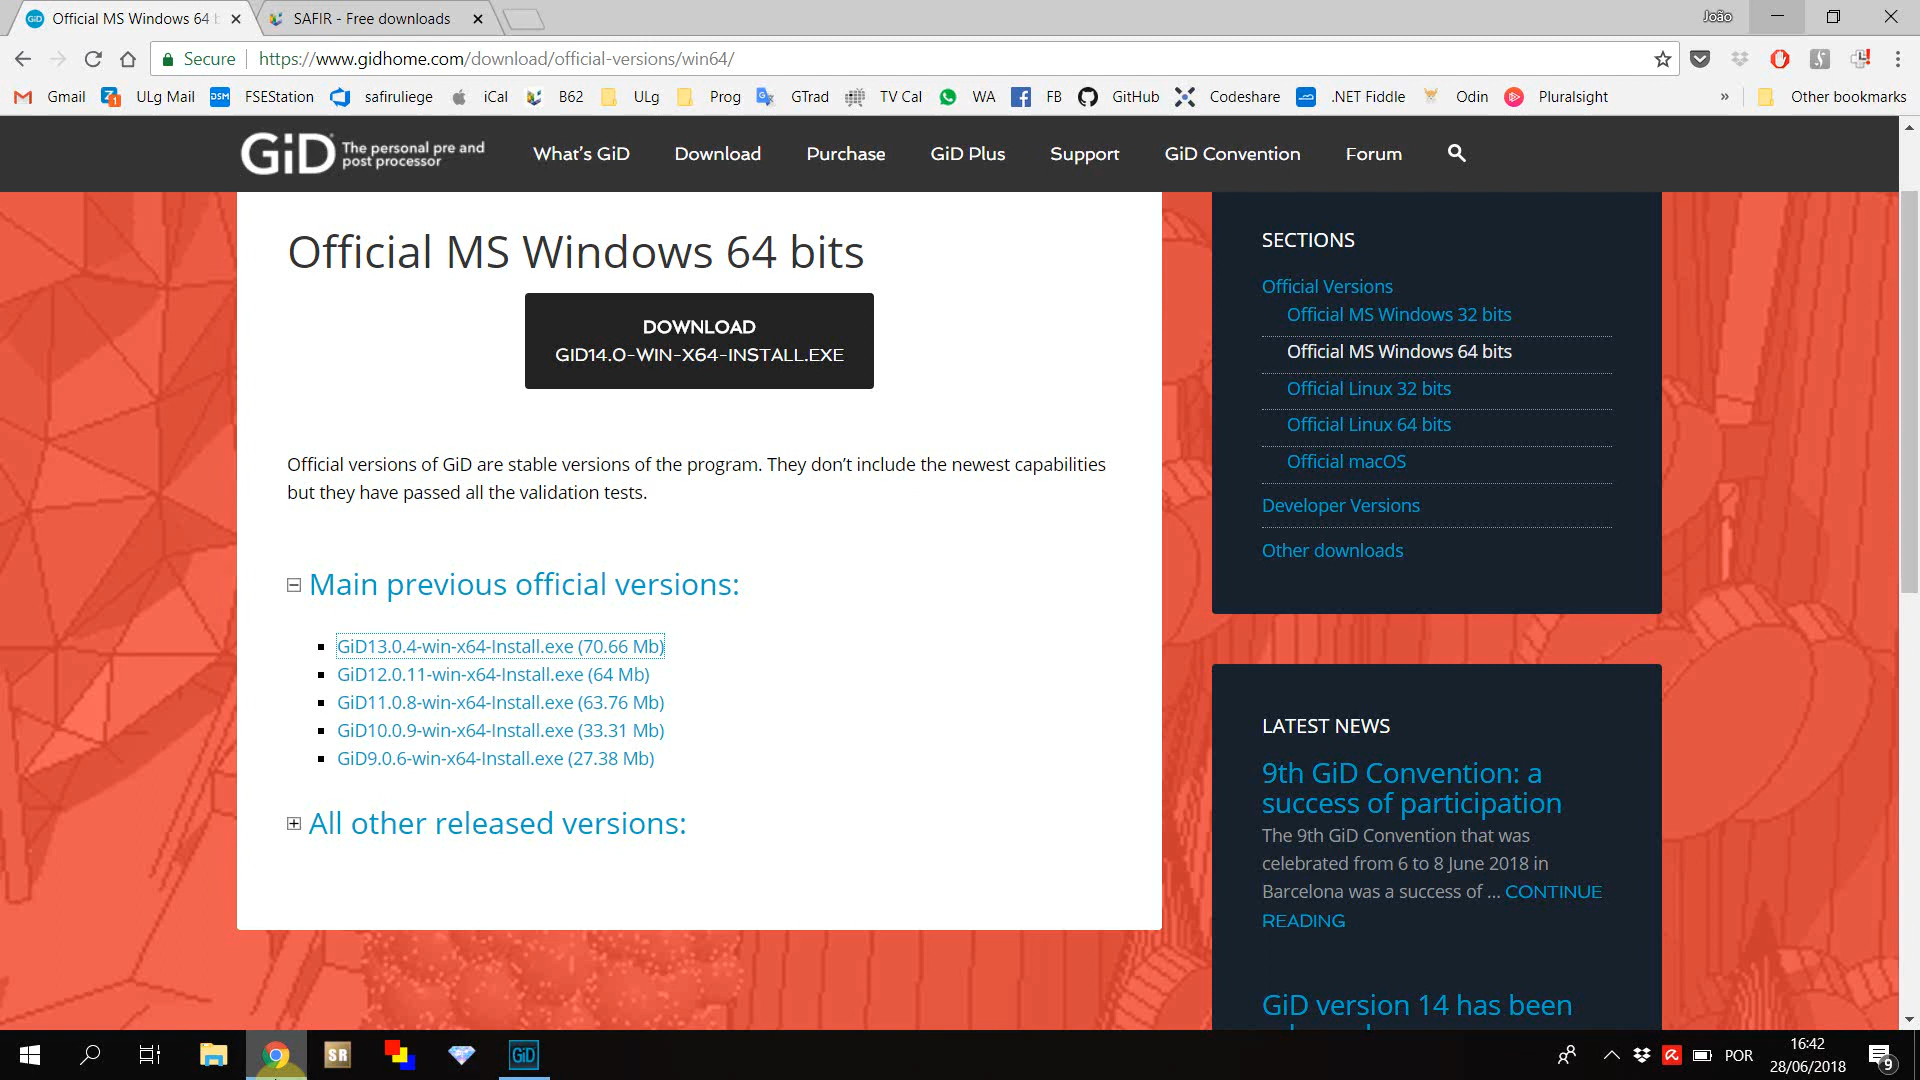 Official MS Windows 64
SAFIR - Free downloads
João
Secure
https://www.gidhome.com/download/official-versions/win64/
Gmail
ULg Mail
DSM
FSEStation
safiruliege
iCal
B62
ULg
Prog
GTrad
TV Cal
WA
FB
GitHub
Codeshare
.NET Fiddle
Odin
Pluralsight
»
Other bookmarks
GiD
The personal pre and
post processor
What's GiD
Download
Purchase
GiD Plus
Support
GiD Convention
Forum
Official MS Windows 64 bits
DOWNLOAD
GID14.0-WIN-X64-INSTALL.EXE
Official versions of GiD are stable versions of the program. They don't include the newest capabilities
but they have passed all the validation tests.
Main previous official versions:
GiD13.0.4-win-x64-Install.exe (70.66 Mb)
GiD12.0.11-win-x64-Install.exe (64 Mb)
GiD11.0.8-win-x64-Install.exe (63.76 Mb)
GiD10.0.9-win-x64-Install.exe (33.31 Mb)
GiD9.0.6-win-x64-Install.exe (27.38 Mb)
All other released versions:
SECTIONS
Official Versions
Official MS Windows 32 bits
Official MS Windows 64 bits
Official Linux 32 bits
Official Linux 64 bits
Official macOS
Developer Versions
Other downloads
LATEST NEWS
9th GiD Convention: a
success of participation
The 9th GiD Convention that was
celebrated from 6 to 8 June 2018 in
Barcelona was a success of ... CONTINUE
READING
GiD version 14 has been
SR
GiD
POR
16:42
28/06/2018
9